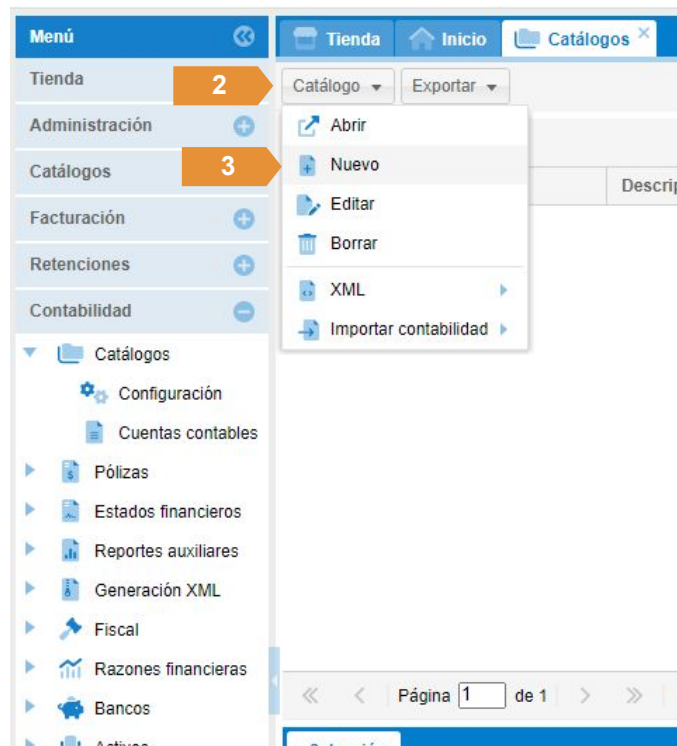 Menú
Tienda Inicio Catálogos
Tienda
2
Catálogo Exportar
Administración
Abrir
Catálogos
3
Nuevo
Facturación
Editar
Borrar
Retenciones
XML
Contabilidad
Importar contabilidad
Catálogos
Configuración
Cuentas contables
Pólizas
Estados financieros
Reportes auxiliares
Generación XML
Fiscal
Razones financieras
Bancos
Descrip
Página 1 de 1